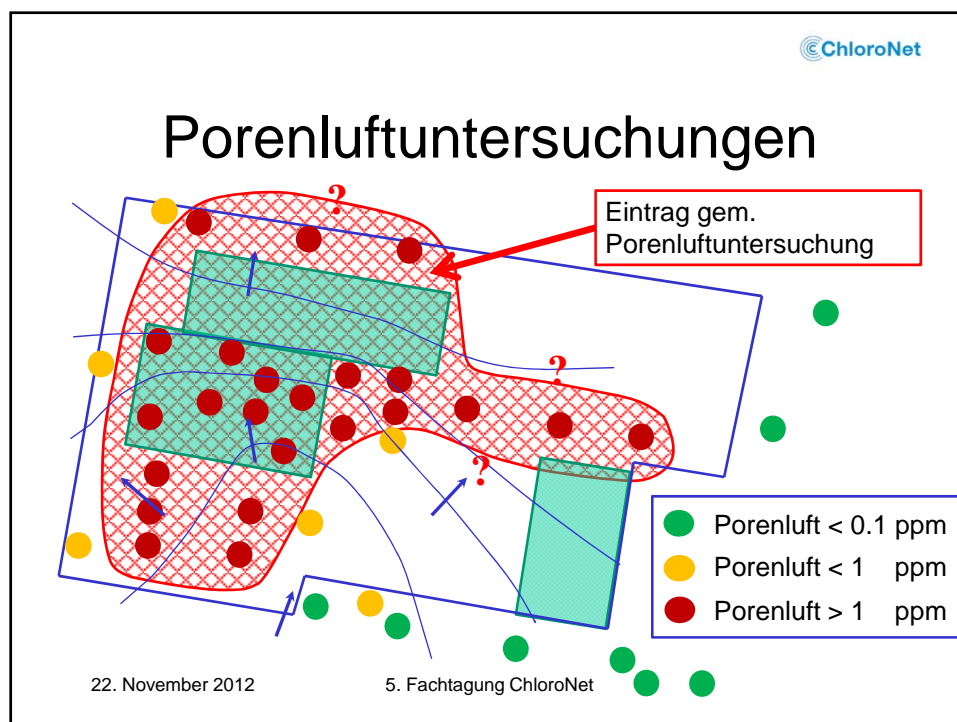 ChloroNet
Porenluftuntersuchungen
?
Eintrag gem.
Porenluftuntersuchung
?
?
Porenluft < 0.1 ppm
Porenluft < 1 ppm
Porenluft > 1 ppm
22. November 2012
5. Fachtagung ChloroNet